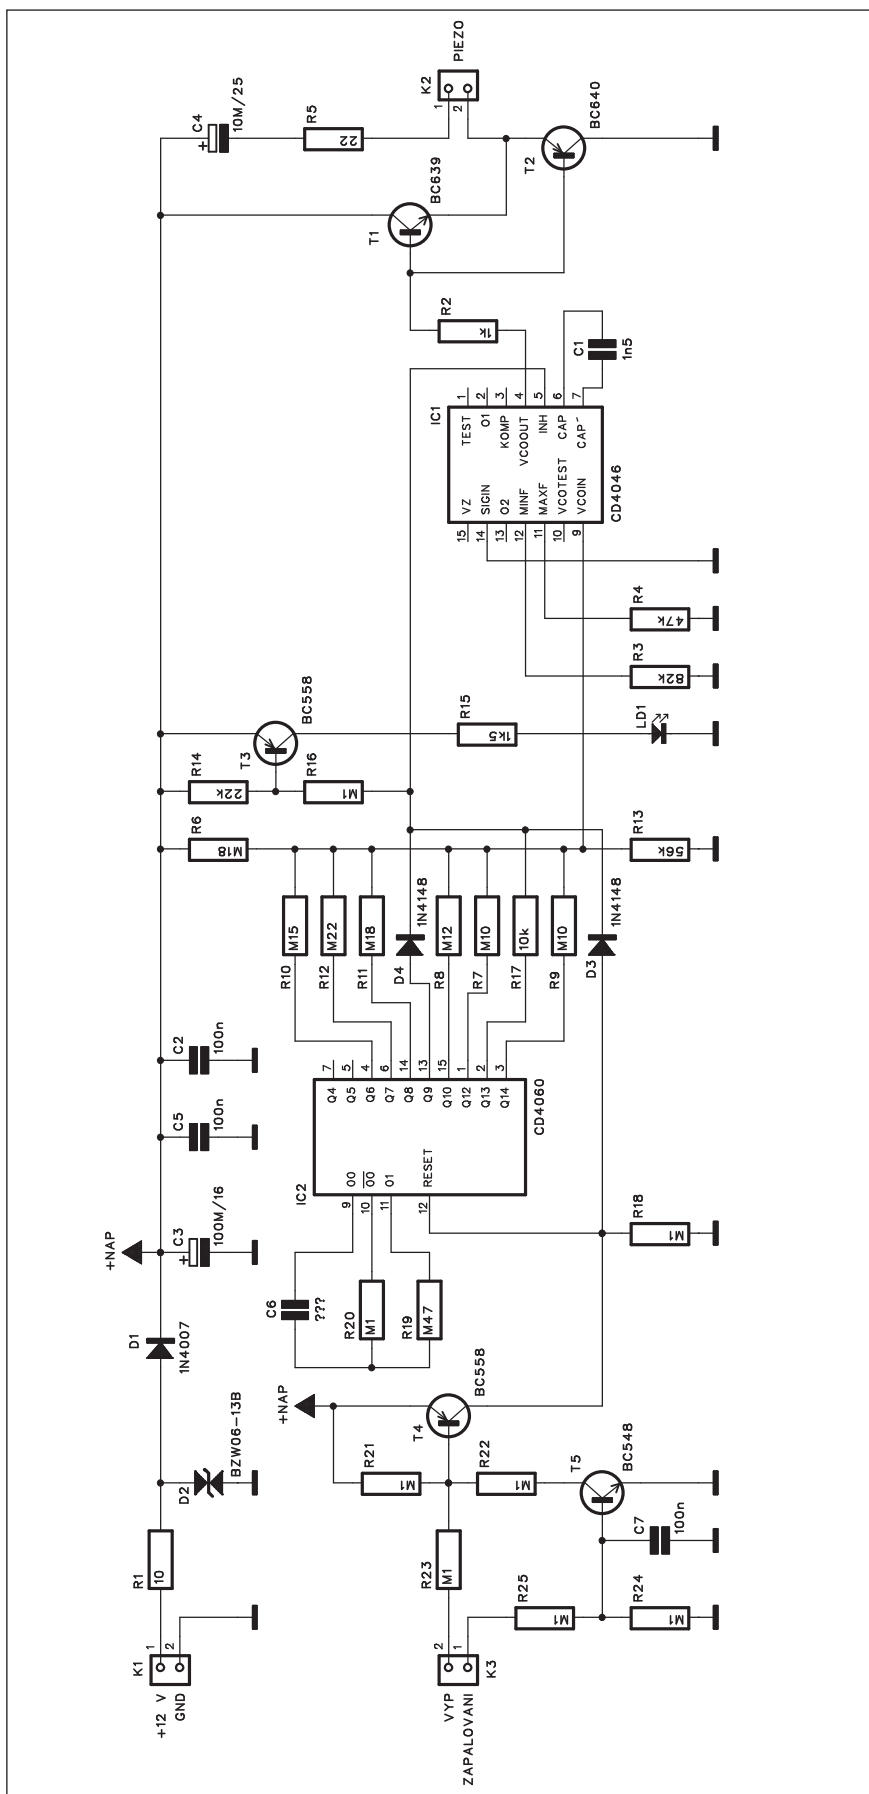 +12 V
GND
K1
1
2
R1
10
D2
BZW06-13B
D1
1N4007
+NAP
C3
100M/16
C5
100n
C2
100n
R6
M18
R14
22k
T3
BC558
R16
M1
C4
10M/25
R5
22
K2
1
2
PIEZO
T1
BC639
T2
BC640
R2
1k
+NAP
C6
???
R20
M1
R19
M47
IC2
9
10
11
12
OO
OO
O1
RESET
Q4
Q5
Q6
Q7
Q8
Q9
Q10
Q12
Q13
Q14
7
5
4
6
14
13
15
1
2
3
CD4060
R10
M15
R12
M22
R11
M18
D4
1N4148
R8
M12
R7
M10
R17
10k
R9
M10
D3
1N4148
R13
56k
R15
1k5
LD1
R3
82k
R4
47k
IC1
15
14
13
12
11
10
9
VZ
SIGIN
O2
MINF
MAXF
VCOTEST
VCOIN
TEST
O1
KOMP
VCOOUT
INH
CAP
CAP´
1
2
3
4
5
6
7
CD4046
C1
1n5
VYP
ZAPALOVANI
2
1
K3
R23
M1
R21
M1
R22
M1
T4
BC558
R25
M1
R24
M1
T5
BC548
C7
100n
R18
M1